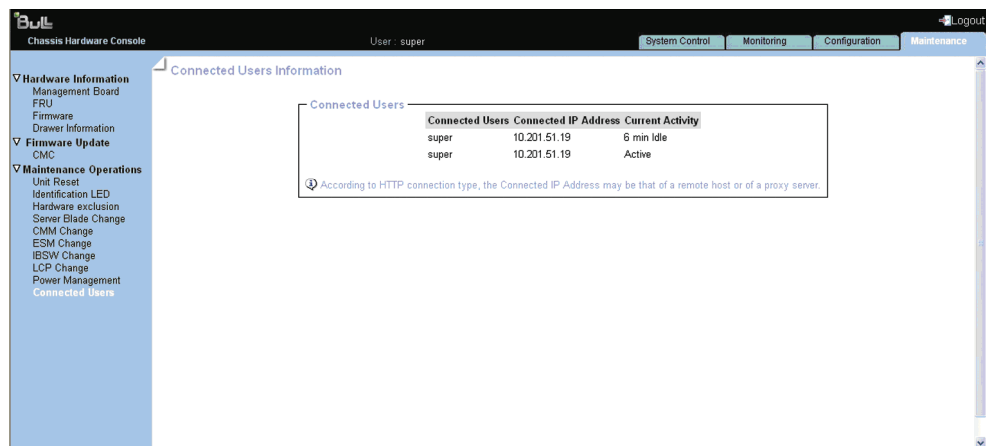 Bull
Logout
Chassis Hardware Console
User : super
System Control
Monitoring
Configuration
Maintenance
Hardware Information
Management Board
FRU
Firmware
Drawer Information
Firmware Update
CMC
Maintenance Operations
Unit Reset
Identification LED
Hardware exclusion
Server Blade Change
CMM Change
ESM Change
IBSW Change
LCP Change
Power Management
Connected Users
Connected Users Information
Connected Users
Connected Users Connected IP Address Current Activity
super 10.201.51.19 6 min Idle
super 10.201.51.19 Active
According to HTTP connection type, the Connected IP Address may be that of a remote host or of a proxy server.